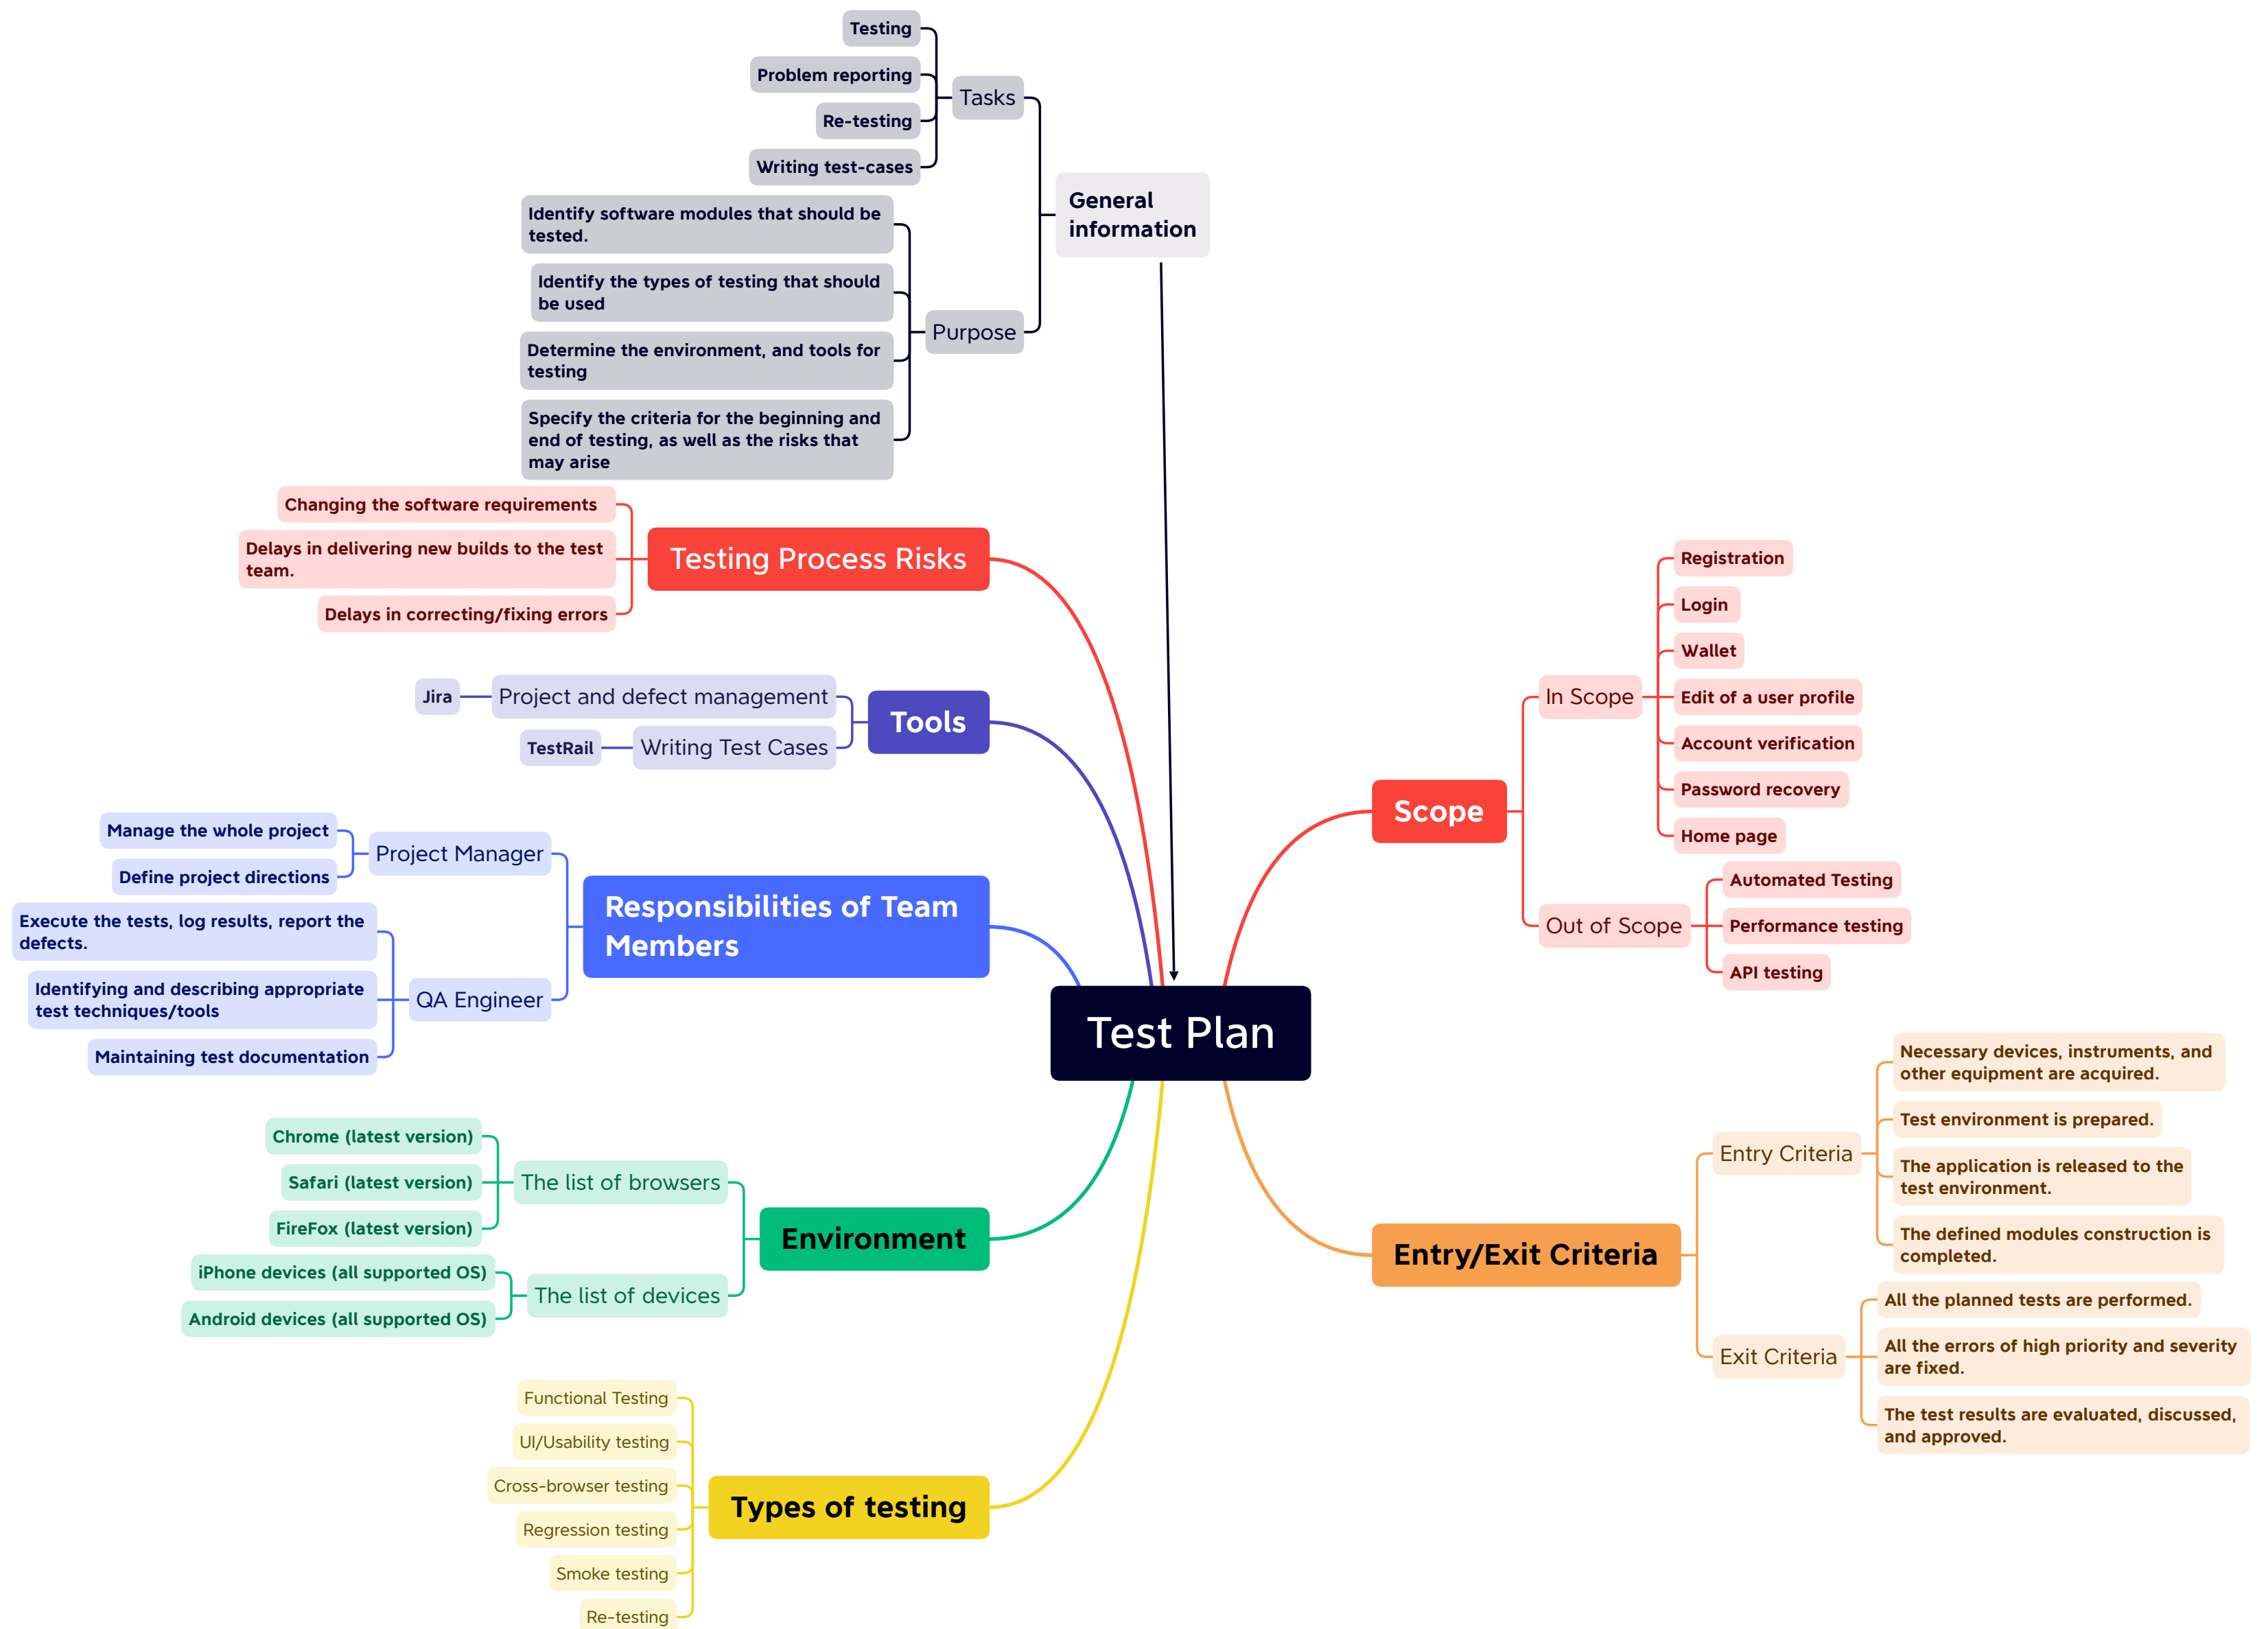 Testing
Problem reporting
Re-testing
Writing test-cases
Tasks
Identify software modules that should be
tested.
Identify the types of testing that should
be used
Determine the environment, and tools for
testing
Specify the criteria for the beginning and
end of testing, as well as the risks that
may arise
Purpose
General
information
Changing the software requirements
Delays in delivering new builds to the test
team.
Delays in correcting/fixing errors
Testing Process Risks
Jira
Project and defect management
TestRail
Writing Test Cases
Tools
Manage the whole project
Define project directions
Project Manager
Execute the tests, log results, report the
defects.
Identifying and describing appropriate
test techniques/tools
Maintaining test documentation
QA Engineer
Responsibilities of Team
Members
Chrome (latest version)
Safari (latest version)
FireFox (latest version)
The list of browsers
iPhone devices (all supported OS)
Android devices (all supported OS)
The list of devices
Environment
Functional Testing
UI/Usability testing
Cross-browser testing
Regression testing
Smoke testing
Re-testing
Types of testing
Test Plan
Scope
In Scope
Registration
Login
Wallet
Edit of a user profile
Account verification
Password recovery
Home page
Out of Scope
Automated Testing
Performance testing
API testing
Entry/Exit Criteria
Entry Criteria
Necessary devices, instruments, and
other equipment are acquired.
Test environment is prepared.
The application is released to the
test environment.
The defined modules construction is
completed.
Exit Criteria
All the planned tests are performed.
All the errors of high priority and severity
are fixed.
The test results are evaluated, discussed,
and approved.